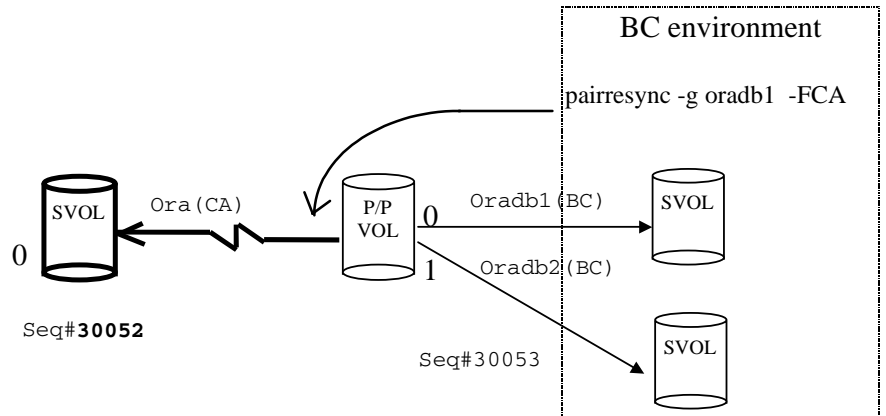 BC environment
pairresync -g oradb1 -FCA
SVOL
Ora(CA)
P/P
VOL
0
Oradb1(BC)
SVOL
0
1
Oradb2(BC)
Seq#30052
Seq#30053
SVOL